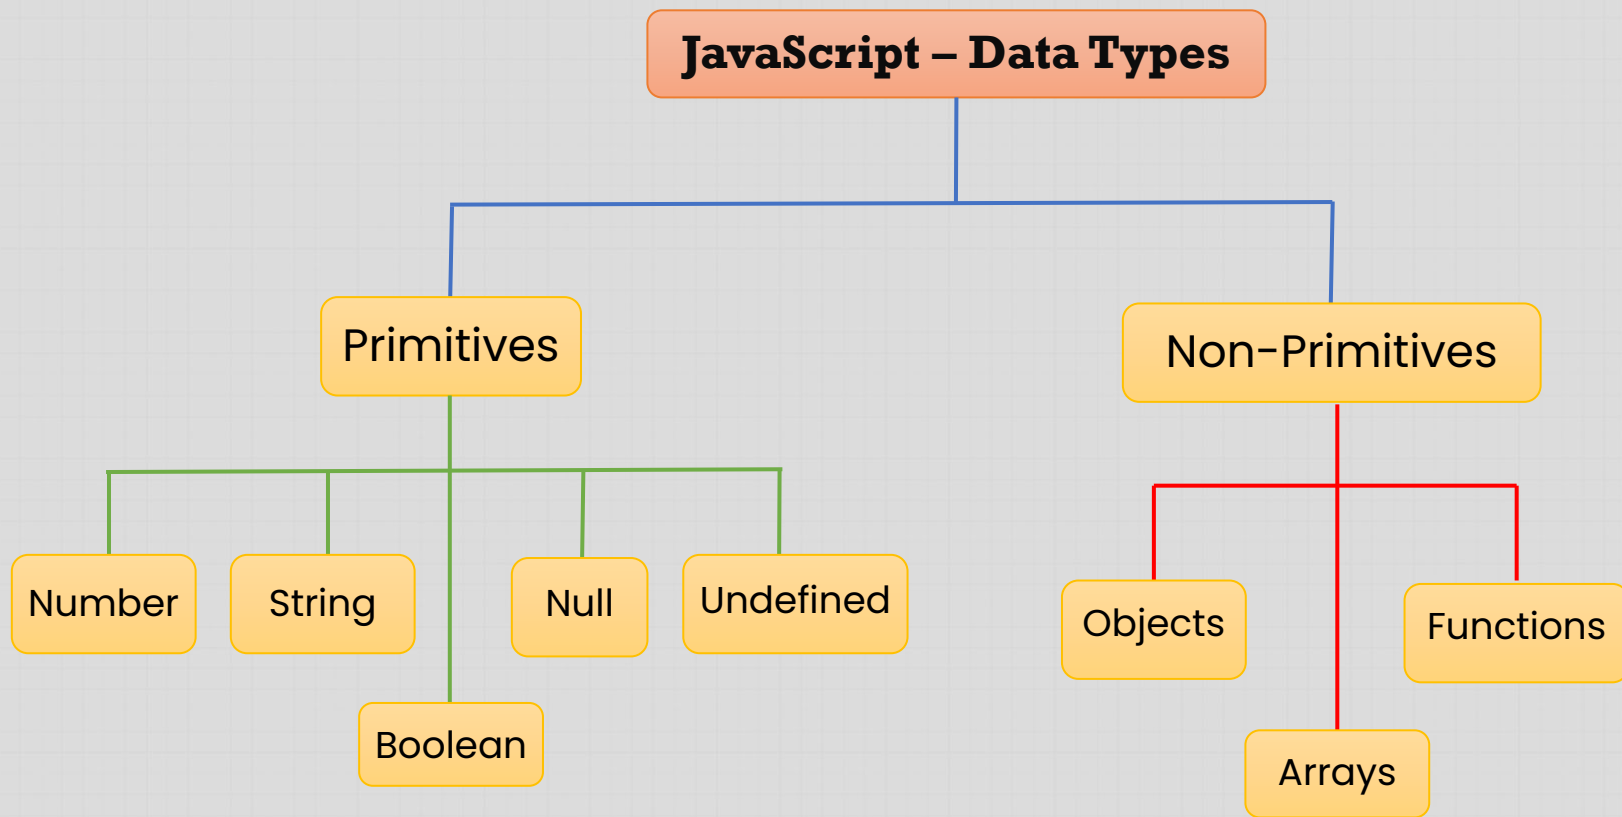 JavaScript – Data Types
Primitives
Non-Primitives
Number
String
Null
Undefined
Objects
Functions
Boolean
Arrays